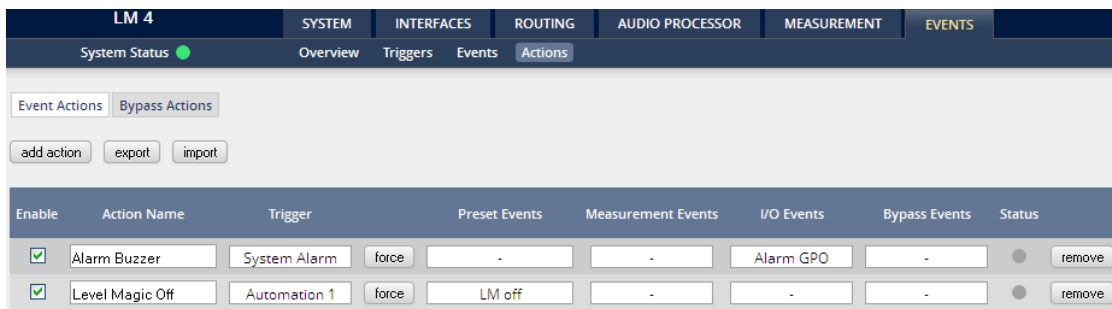 LM 4 SYSTEM INTERFACES ROUTING AUDIO PROCESSOR MEASUREMENT EVENTS
System Status Overview Triggers Events Actions
Event Actions Bypass Actions
add action export import
Enable Action Name Trigger Preset Events Measurement Events I/O Events Bypass Events Status
Alarm Buzzer System Alarm force - - Alarm GPO - remove
Level Magic Off Automation 1 force LM off - - - remove